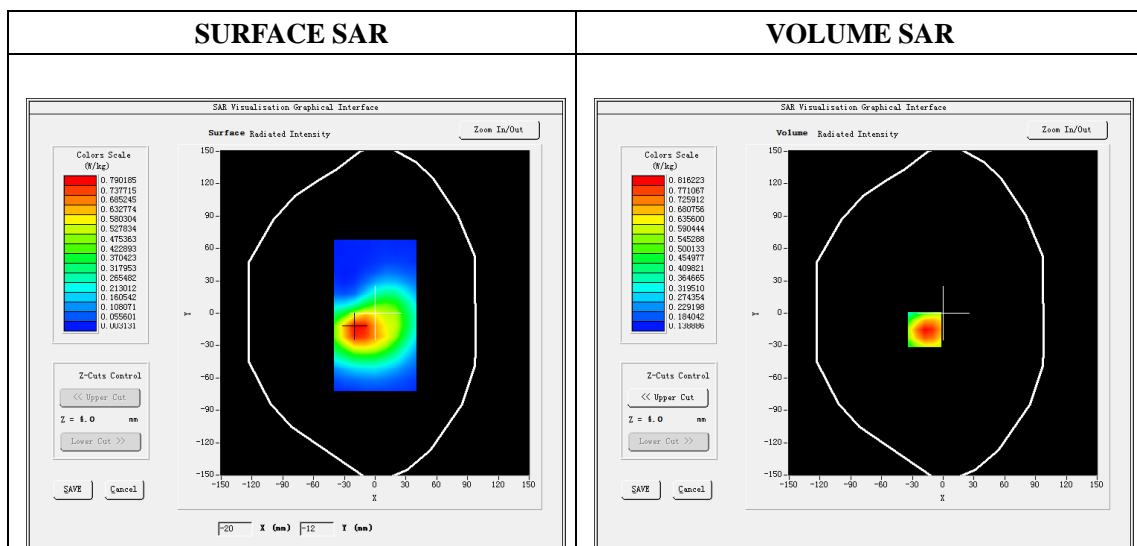 SURFACE SAR
VOLUME SAR
SAR Visualisation Graphical Interface
Surface Radiated Intensity
Zoom In/Out
Colors Scale
(W/kg)
0.790185
0.737715
0.685245
0.632774
0.580304
0.527834
0.475363
0.422893
0.370423
0.317953
0.265482
0.213012
0.160542
0.108071
0.055601
0.003131
Z-Cuts Control
<< Upper Cut
Z = 4.0 mm
Lower Cut >>
SAVE
Cancel
150
120
90
60
30
0
-30
-60
-90
-120
-150
Y
-150 -120 -90 -60 -30 0 30 60 90 120 150
X
-20 X (mm) -12 Y (mm)
SAR Visualisation Graphical Interface
Volume Radiated Intensity
Zoom In/Out
Colors Scale
(W/kg)
0.816223
0.771067
0.725912
0.680756
0.635600
0.590444
0.545288
0.500133
0.454977
0.409821
0.364665
0.319510
0.274354
0.229198
0.184042
0.138886
Z-Cuts Control
<< Upper Cut
Z = 4.0 mm
Lower Cut >>
SAVE
Cancel
150
120
90
60
30
0
-30
-60
-90
-120
-150
Y
-150 -120 -90 -60 -30 0 30 60 90 120 150
X